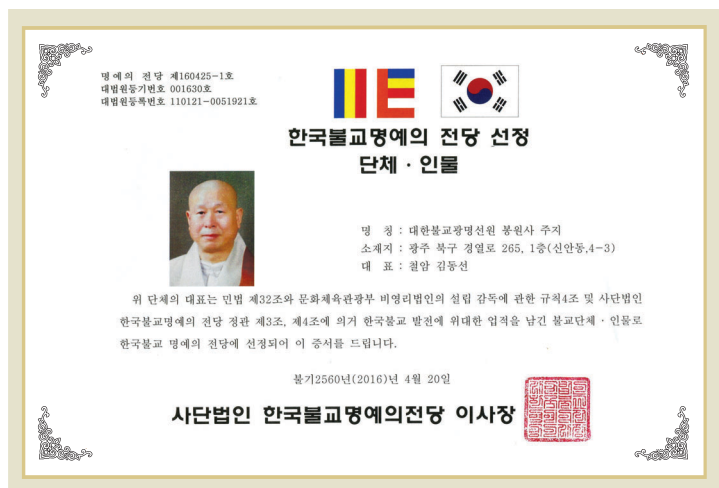 명예의 전당 제160425-1호
대법원등기번호 001630호
대법원등록번호 110121-0051921호
한국불교명예의 전당 선정
단체 · 인물
명 칭 : 대한불교광명선원 봉원사 주지
소재지 : 광주 북구 경열로 265, 1층(신안동,4-3)
대 표 : 철암 김동선
위 단체의 대표는 민법 제32조와 문화체육관광부 비영리법인의 설립 감독에 관한 규칙4조 및 사단법인
한국불교명예의 전당 정관 제3조, 제4조에 의거 한국불교 발전에 위대한 업적을 남긴 불교단체 · 인물로
한국불교 명예의 전당에 선정되어 이 증서를 드립니다.
불기2560년(2016)년 4월 20일
사단법인 한국불교명예의전당 이사장